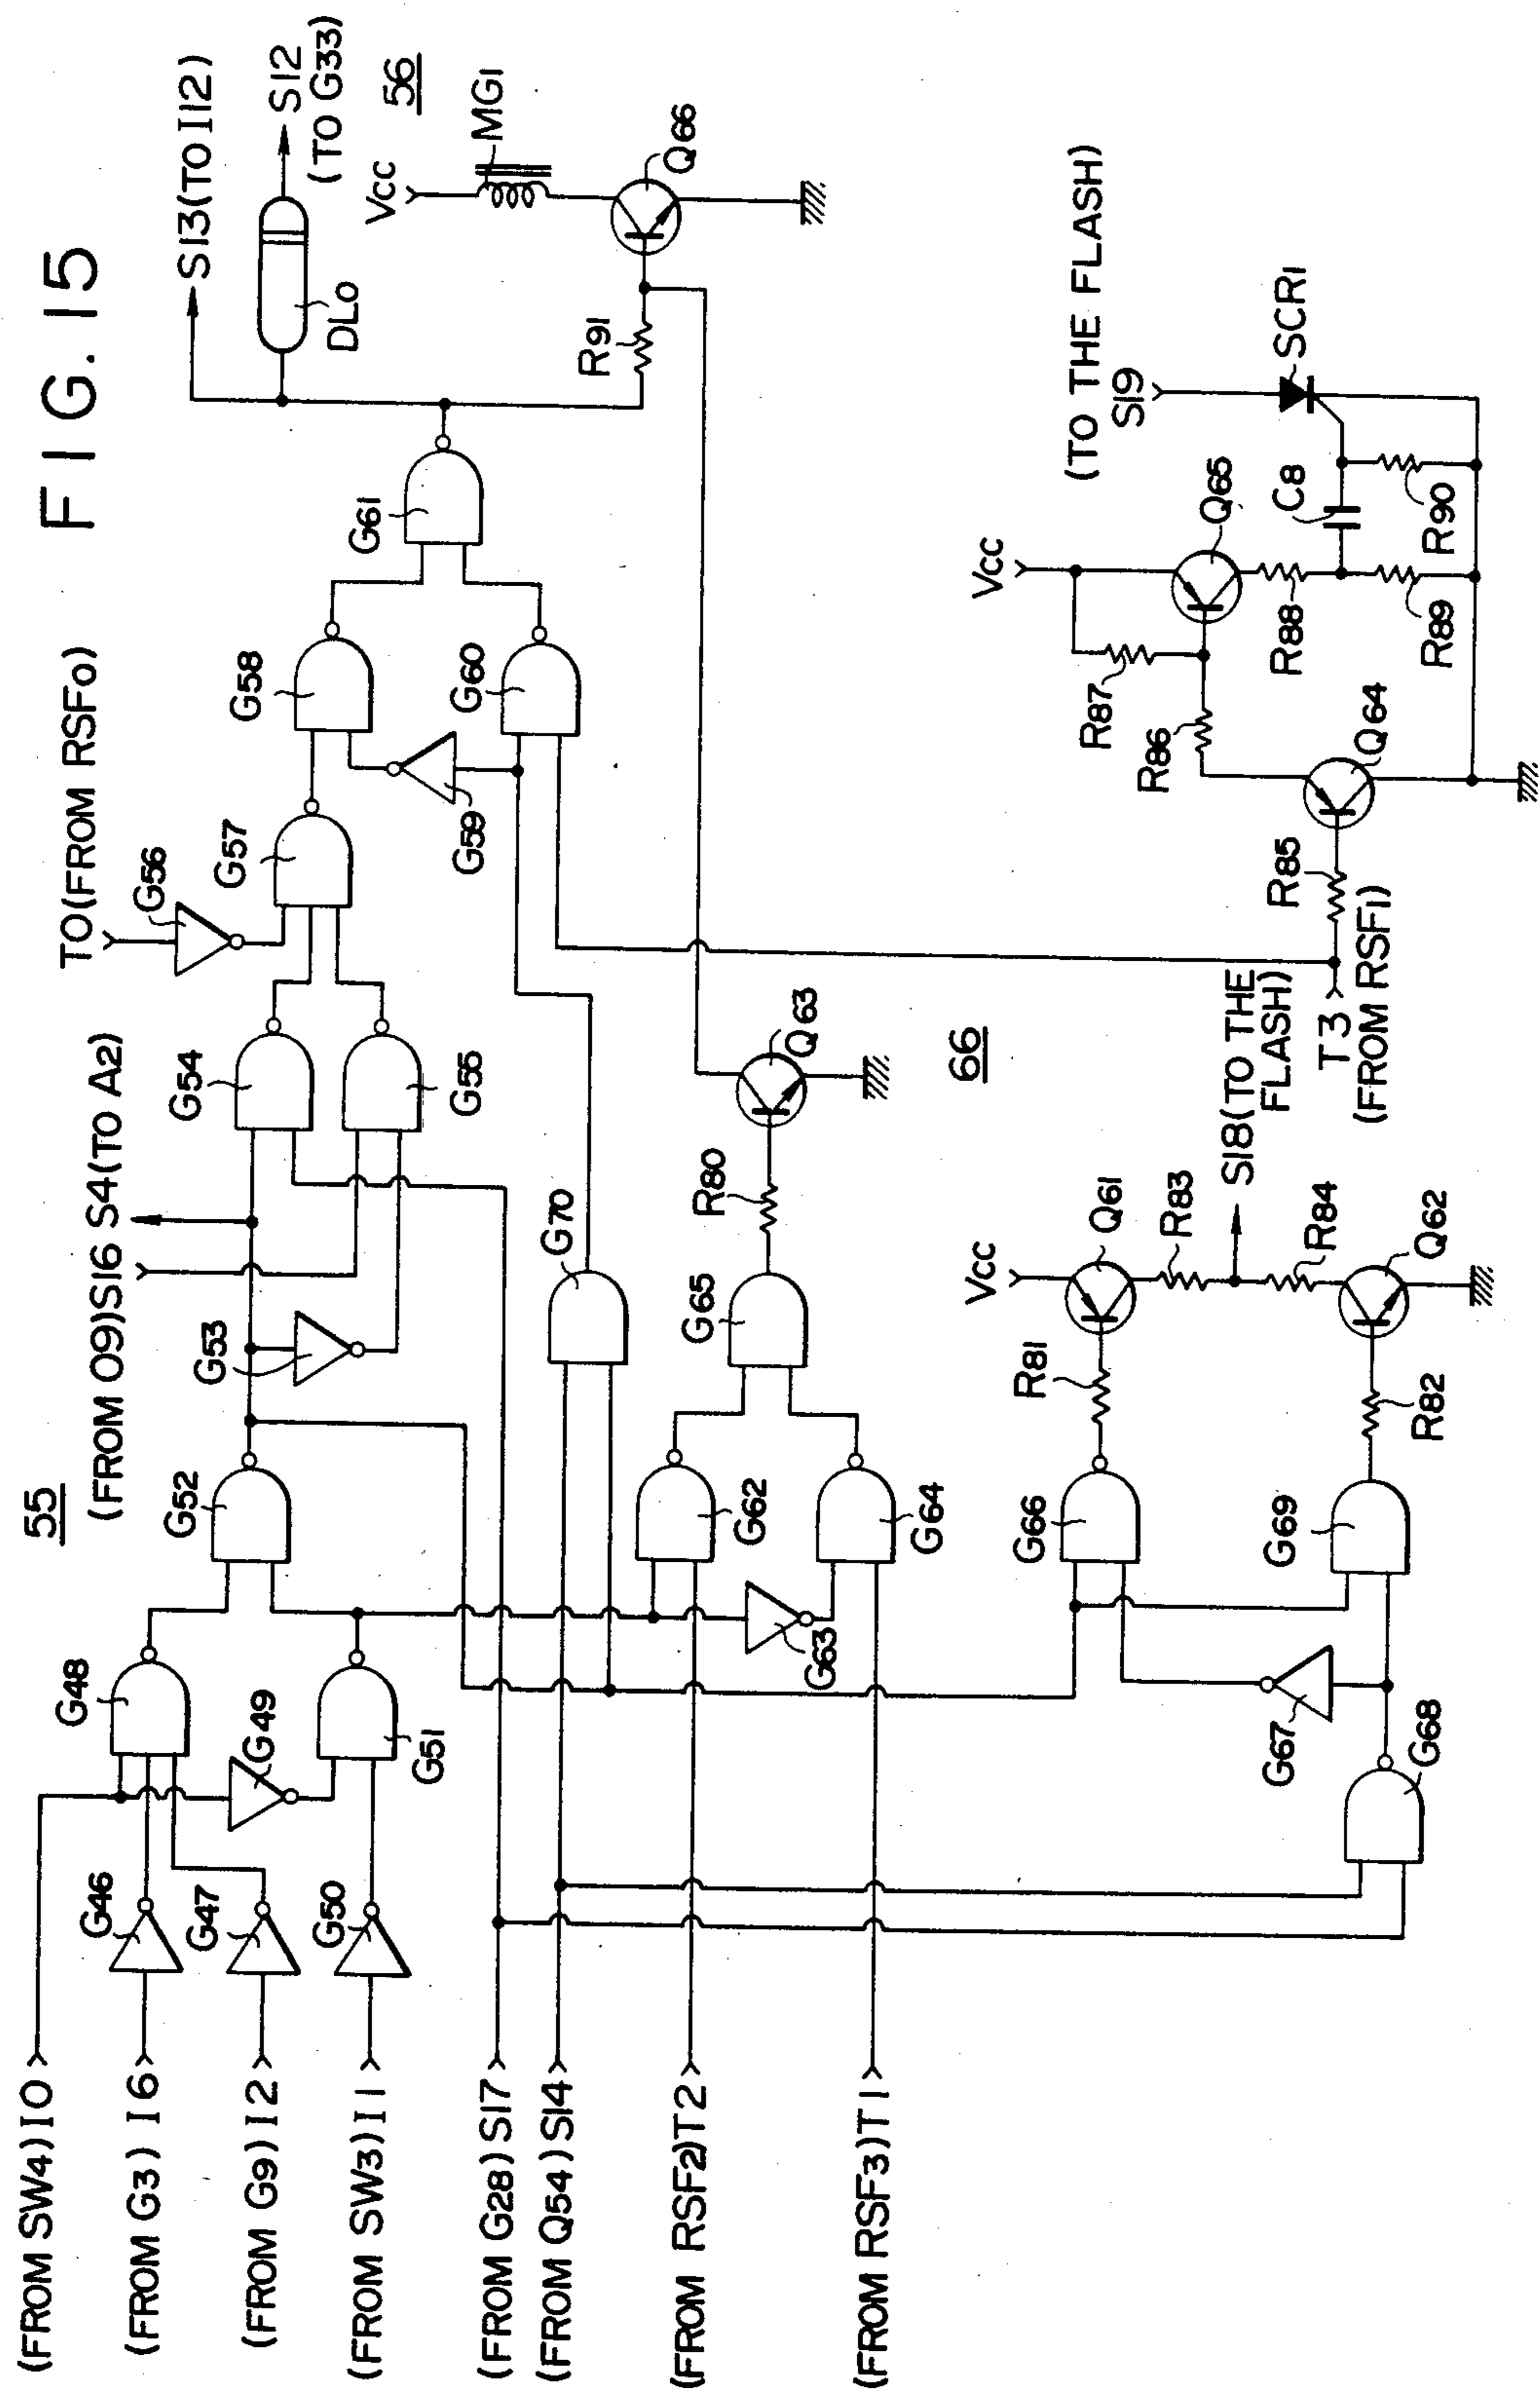 FIG. 15
(FROM SW4) I0
(FROM G3) I6
(FROM G9) I2
(FROM SW3) I1
(FROM G28) S17
(FROM Q54) S14
(FROM RSF2) T2
(FROM RSF3) T1
G46
G47
G50
G48
G49
G51
55
G52
G53
(FROM O9) S16
S4 (TO A2)
G54
G55
T0 (FROM RSF0)
G56
G57
G58
G59
G60
G61
S13 (TO I12)
S12
(TO G33)
DL0
56
Vcc
MG1
Q66
R91
G70
G62
G63
G64
G65
R80
Q63
66
G66
G67
G68
G69
R81
R82
Vcc
Q61
R83
S18 (TO THE
FLASH)
R84
Q62
T3
(FROM RSF1)
R85
Q64
R86
R87
Vcc
Q65
R88
R89
C8
R90
(TO THE FLASH)
S19
SCR1